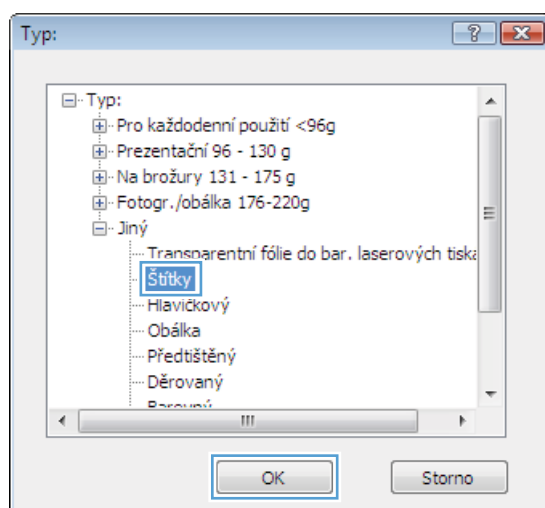 Typ:
Typ:
Pro každodenní použití <96g
Prezentační 96 - 130 g
Na brožury 131 - 175 g
Fotogr./obálka 176-220g
Jiný
Transparentní fólie do bar. laserových tiska
Štítky
Hlavičkový
Obálka
Předtištěný
Děrovaný
Barevný
OK
Storno